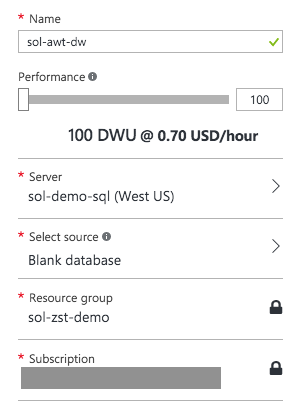 * Name
sol-awt-dw
Performance
100
100 DWU @ 0.70 USD/hour
* Server
sol-demo-sql (West US)
* Select source
Blank database
* Resource group
sol-zst-demo
* Subscription